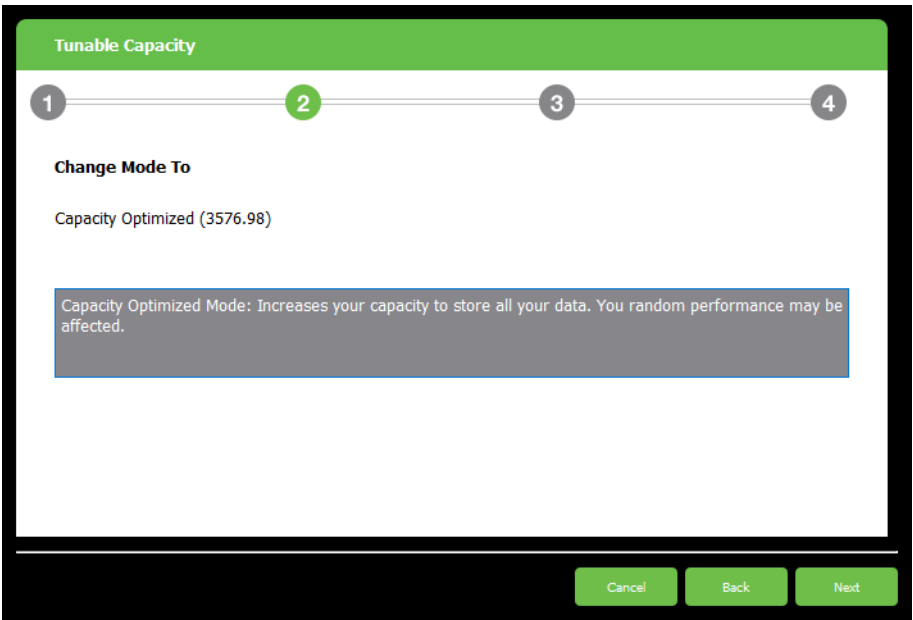 Tunable Capacity
1 2 3 4
Change Mode To
Capacity Optimized (3576.98)
Capacity Optimized Mode: Increases your capacity to store all your data. You random performance may be
affected.
Cancel Back Next